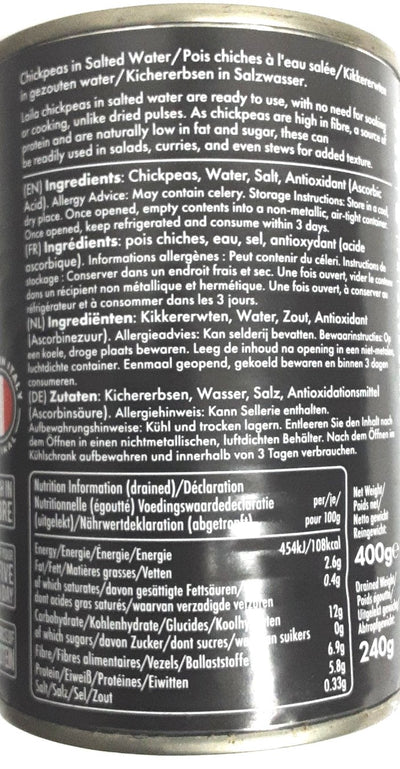 Chickpeas in Salted Water/Pois chiches à l'eau salée/Kikkererwten
in gezouten water/Kichererbsen in Salzwasser.
Laila chickpeas in salted water are ready to use, with no need for soaking
or cooking, unlike dried pulses. As chickpeas are high in fibre, a source of
protein and are naturally low in fat and sugar, these can
be readily used in salads, curries, and even stews for added texture.
(EN) Ingredients: Chickpeas, Water, Salt, Antioxidant (Ascorbic
Acid). Allergy Advice: May contain celery. Storage Instructions: Store in a cool,
dry place. Once opened, empty contents into a non-metallic, air-tight container.
Once opened, keep refrigerated and consume within 3 days.
(FR) Ingrédients: pois chiches, eau, sel, antioxydant (acide
ascorbique). Informations allergènes : Peut contenir du céleri. Instructions de
stockage : Conserver dans un endroit frais et sec. Une fois ouvert, vider le contenu
dans un récipient non métallique et hermétique. Une fois ouvert, à conserver au
réfrigérateur et à consommer dans les 3 jours.
(NL) Ingrediënten: Kikkererwten, Water, Zout, Antioxidant
(Ascorbinezuur). Allergieadvies: Kan selderij bevatten. Bewaarinstructies: Op
een koele, droge plaats bewaren. Leeg de inhoud na opening in een niet-metalen,
luchtdichte container. Eenmaal geopend, gekoeld bewaren en binnen 3 dagen
consumeren.
(DE) Zutaten: Kichererbsen, Wasser, Salz, Antioxidationsmittel
(Ascorbinsäure). Allergiehinweis: Kann Sellerie enthalten.
Aufbewahrungshinweise: Kühl und trocken lagern. Entleeren Sie den Inhalt nach
dem Öffnen in einen nichtmetallischen, luftdichten Behälter. Nach dem Öffnen im
Kühlschrank aufbewahren und innerhalb von 3 Tagen verbrauchen.
Nutrition Information (drained)/Déclaration
Nutritionnelle (égoutté) Voedingswaardedeclaratie
(uitgelekt)/Nährwertdeklaration (abgetropft)
per/je/
pour 100g
Energy/Energie/Énergie/Energie 454kJ/108kcal
Fat/Fett/Matières grasses/Vetten 2.6g
of which saturates/davon gesättigte Fettsäuren/ 0.4g
dont acides gras saturés/waarvan verzadigde vetzuren
Carbohydrate/Kohlenhydrate/Glucides/Koolhydraten 12g
of which sugars/davon Zucker/dont sucres/waarvan suikers 0g
Fibre/Fibres alimentaires/Vezels/Ballaststoffe 6.9g
Protein/Eiweiß/Protéines/Eiwitten 5.8g
Salt/Salz/Sel/Zout 0.33g
Net Weight/
Poids net/
Netto gewicht
Reingewicht:
400g e
Drained Weight/
Poids égoutté/
Uitgelekt gewicht/
Abtropfgewicht:
240g